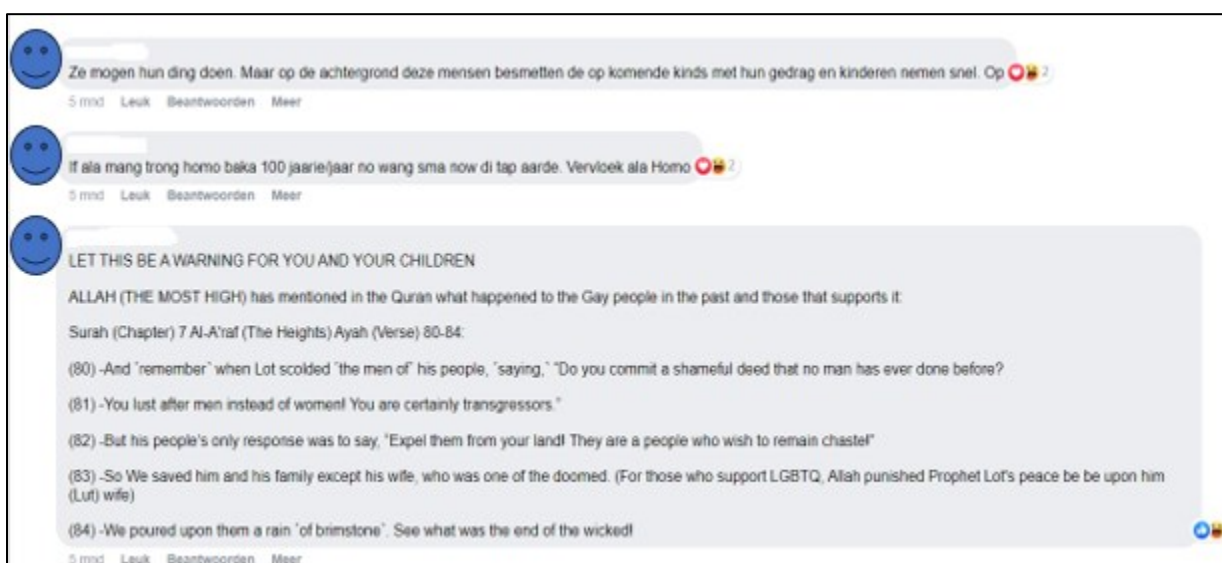 Ze mogen hun ding doen. Maar op de achtergrond deze mensen besmetten de op komende kinds met hun gedrag en kinderen nemen snel. Op 2
5 mnd Leuk Beantwoorden Meer
If ala mang trong homo baka 100 jaarie/jaar no wang sma now di tap aarde. Vervloek ala Homo 2
5 mnd Leuk Beantwoorden Meer
LET THIS BE A WARNING FOR YOU AND YOUR CHILDREN
ALLAH (THE MOST HIGH) has mentioned in the Quran what happened to the Gay people in the past and those that supports it:
Surah (Chapter) 7 Al-A'raf (The Heights) Ayah (Verse) 80-84:
(80) -And ˹remember˺ when Lot scolded ˹the men of˺ his people, ˹saying,˺ "Do you commit a shameful deed that no man has ever done before?
(81) -You lust after men instead of women! You are certainly transgressors."
(82) -But his people's only response was to say, "Expel them from your land! They are a people who wish to remain chaste!"
(83) -So We saved him and his family except his wife, who was one of the doomed. (For those who support LGBTQ, Allah punished Prophet Lot's peace be be upon him
(Lut) wife)
(84) -We poured upon them a rain ˹of brimstone˺. See what was the end of the wicked!
5 mnd Leuk Beantwoorden Meer